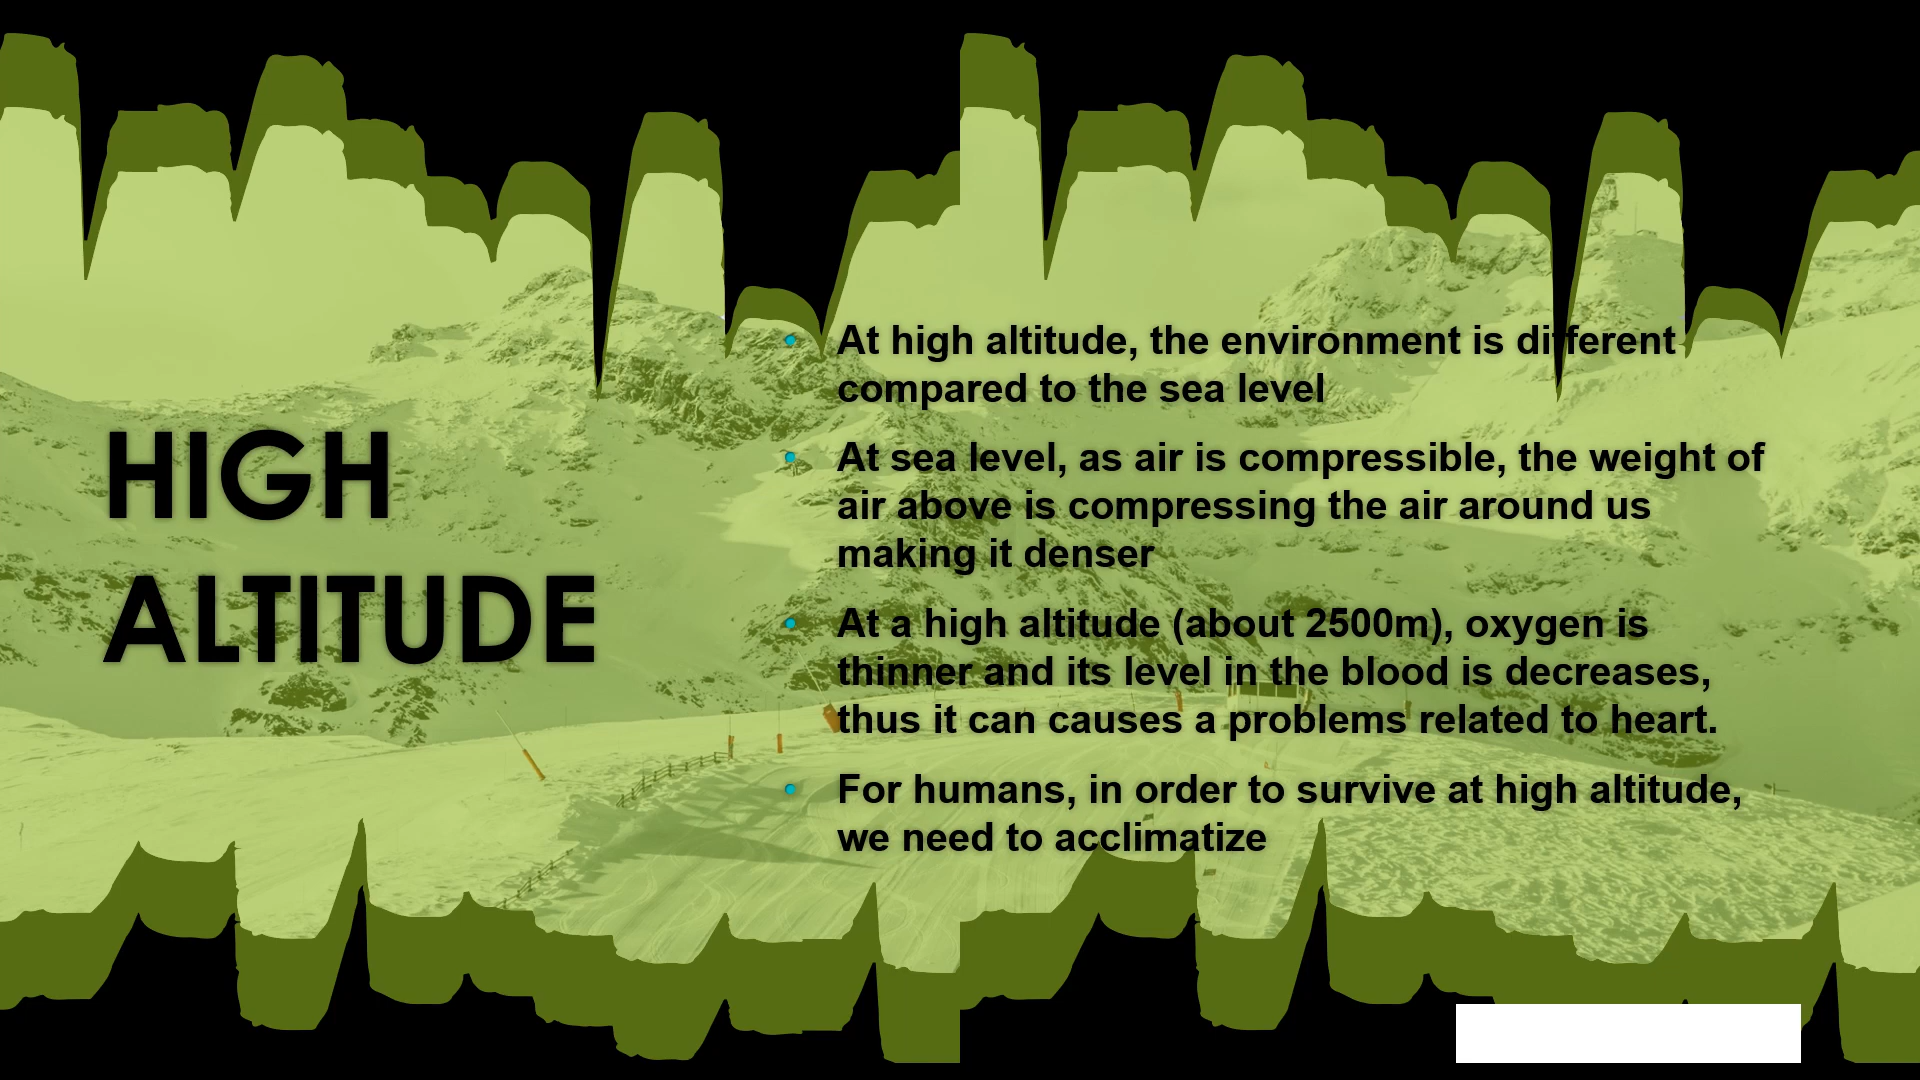 HIGH
ALTITUDE
At high altitude, the environment is different
compared to the sea level
At sea level, as air is compressible, the weight of
air above is compressing the air around us
making it denser
At a high altitude (about 2500m), oxygen is
thinner and its level in the blood is decreases,
thus it can causes a problems related to heart.
For humans, in order to survive at high altitude,
we need to acclimatize